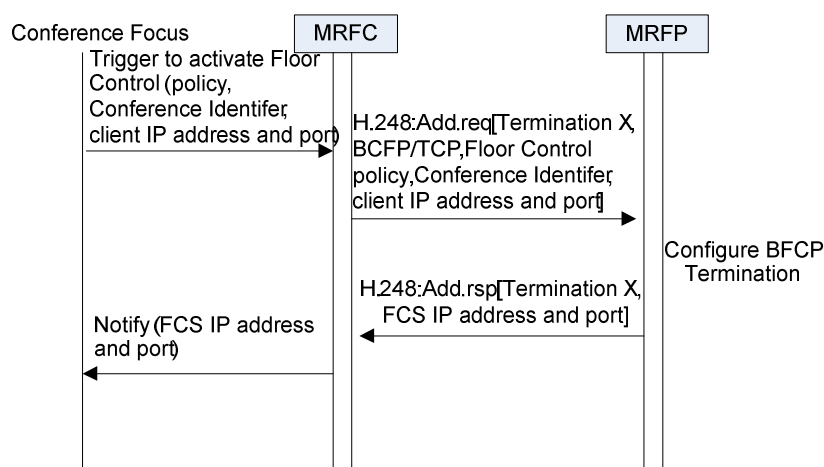 Conference Focus
MRFC
MRFP
Trigger to activate Floor
Control (policy,
Conference Identifer,
client IP address and port)
H.248:Add.req[Termination X,
BCFP/TCP,Floor Control
policy,Conference Identifer,
client IP address and port]
Configure BFCP
Termination
H.248:Add.rsp[Termination X,
FCS IP address and port]
Notify (FCS IP address
and port)